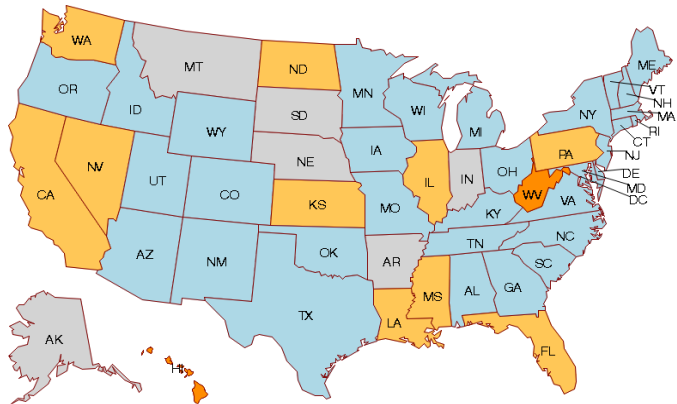 WA
MT
ND
MN
ME
OR
ID
WY
SD
WI
MI
NY
VT
NH
MA
RI
CT
NV
UT
CO
NE
IA
IL
IN
OH
PA
NJ
DE
MD
DC
CA
KS
MO
KY
WV
VA
AZ
NM
OK
AR
TN
NC
SC
TX
LA
MS
AL
GA
FL
AK
HI